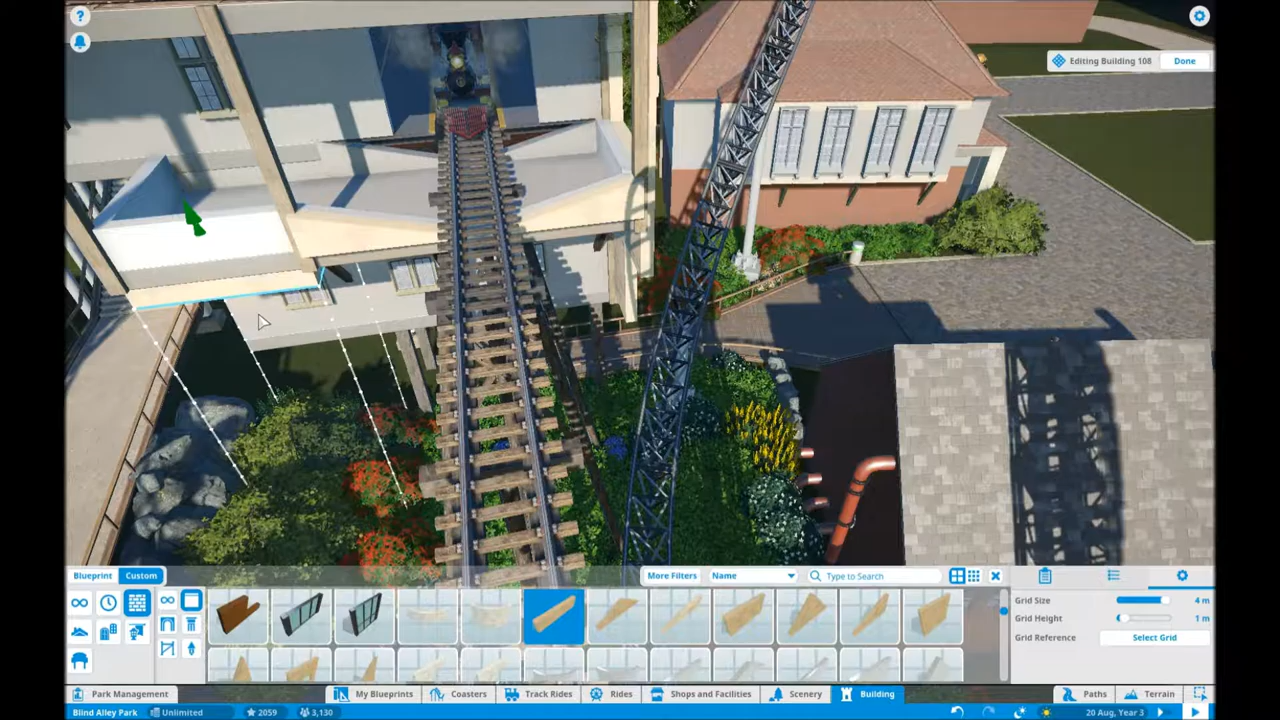 ?
Editing Building 108
Done
Blueprint
Custom
More Filters
Name
Type to Search
Grid Size
4 m
Grid Height
1 m
Grid Reference
Select Grid
Park Management
My Blueprints
Coasters
Track Rides
Rides
Shops and Facilities
Scenery
Building
Paths
Terrain
Blind Alley Park
Unlimited
2059
3,130
20 Aug, Year 3